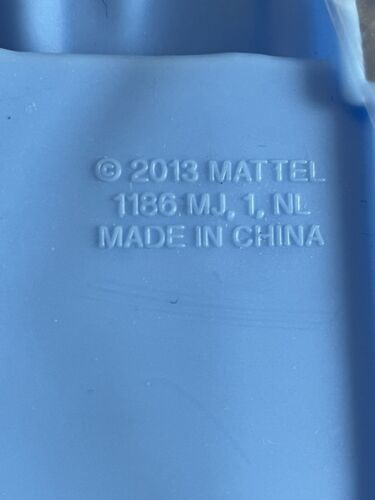 © 2013 MATTEL
1186 MJ, 1, NL
MADE IN CHINA